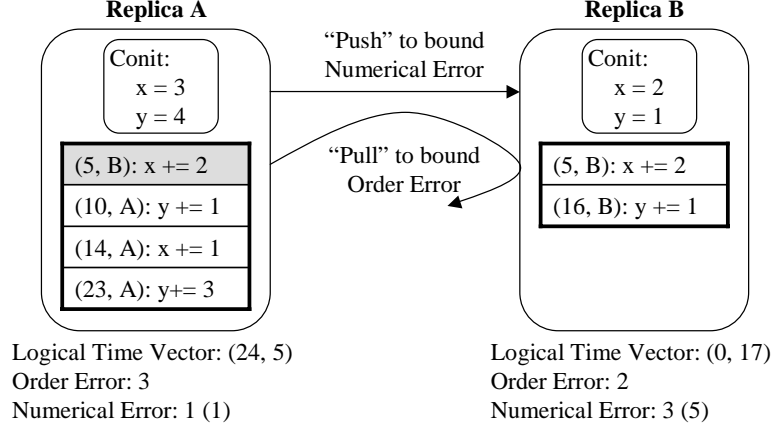 Replica A
Conit:
x = 3
y = 4
(5, B): x += 2
(10, A): y += 1
(14, A): x += 1
(23, A): y+= 3
Logical Time Vector: (24, 5)
Order Error: 3
Numerical Error: 1 (1)
“Push” to bound
Numerical Error
“Pull” to bound
Order Error
Replica B
Conit:
x = 2
y = 1
(5, B): x += 2
(16, B): y += 1
Logical Time Vector: (0, 17)
Order Error: 2
Numerical Error: 3 (5)